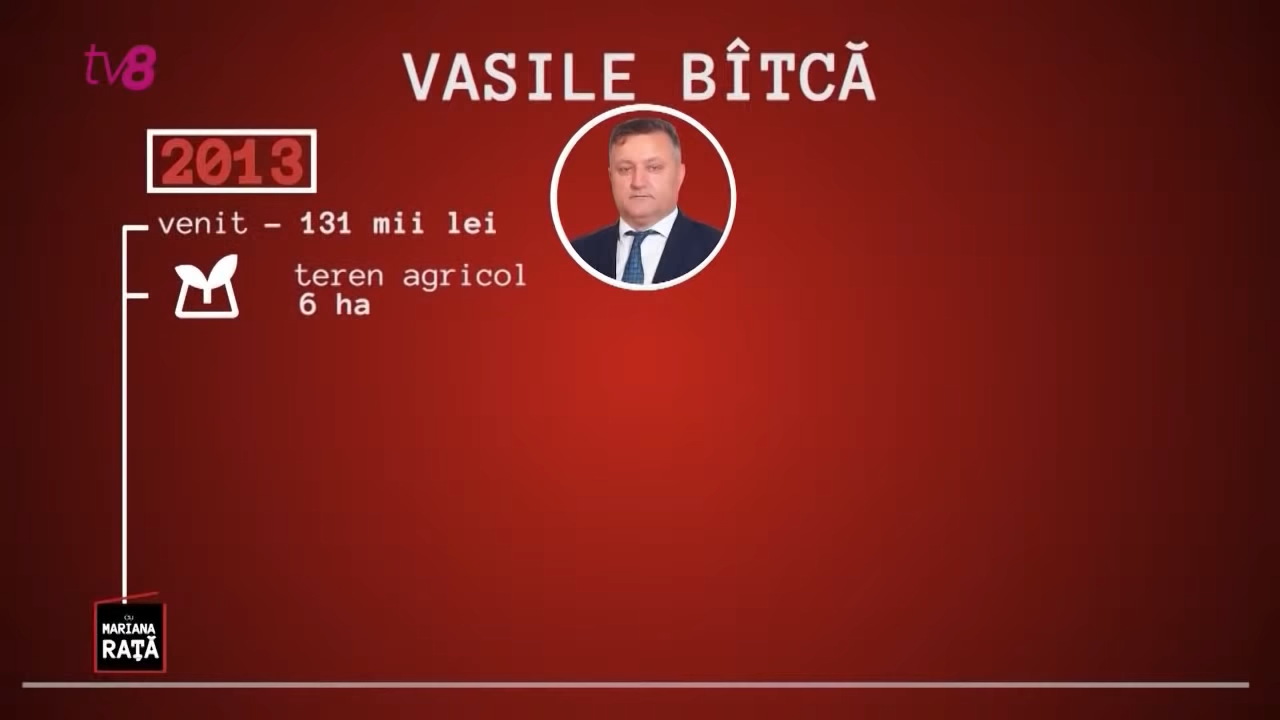 tv8
VASILE BÎTCĂ
2013
venit – 131 mii lei
teren agricol
6 ha
cu
MARIANA
RAȚĂ